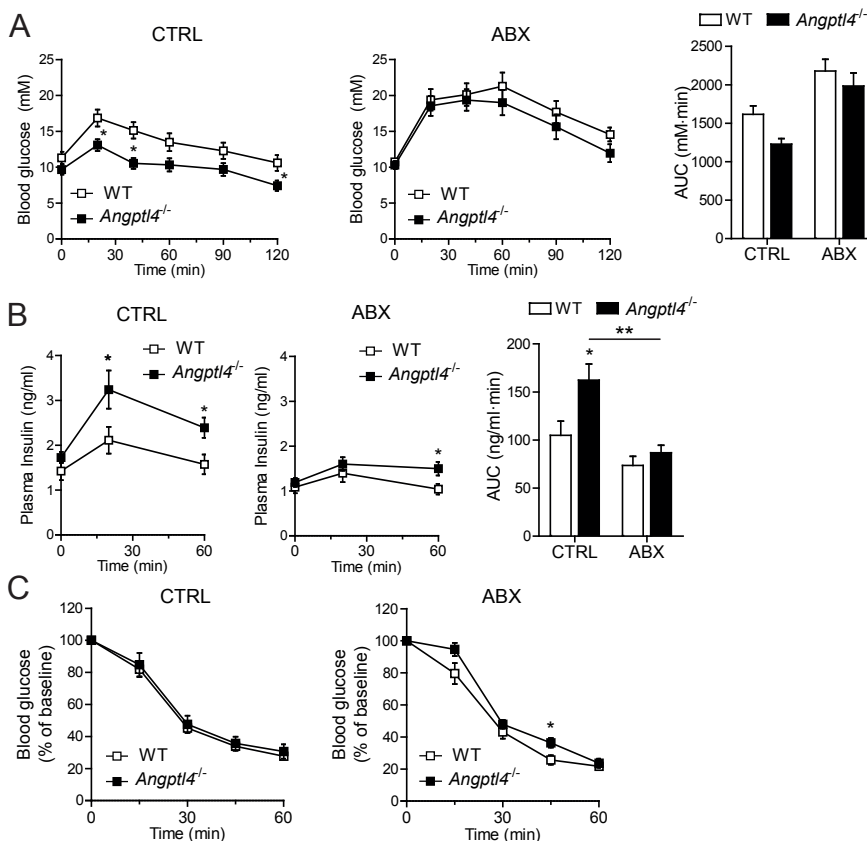 A
CTRL
Blood glucose (mM)
25
20
15
10
5
0
*
*
*
WT
Angptl4-/-
0 30 60 90 120
Time (min)
ABX
Blood glucose (mM)
25
20
15
10
5
0
WT
Angptl4-/-
0 30 60 90 120
Time (min)
WT Angptl4-/-
AUC (mM·min)
2500
2000
1500
1000
500
0
CTRL ABX
B
CTRL
Plasma Insulin (ng/ml)
4
3
2
1
0
WT
Angptl4-/-
*
*
0 30 60
Time (min)
ABX
Plasma Insulin (ng/ml)
4
3
2
1
0
WT
Angptl4-/-
*
0 30 60
Time (min)
WT Angptl4-/-
AUC (ng/ml·min)
200
150
100
50
0
*
**
CTRL ABX
C
CTRL
Blood glucose
(% of baseline)
120
100
80
60
40
20
0
WT
Angptl4-/-
0 30 60
Time (min)
ABX
Blood glucose
(% of baseline)
120
100
80
60
40
20
0
*
WT
Angptl4-/-
0 30 60
Time (min)